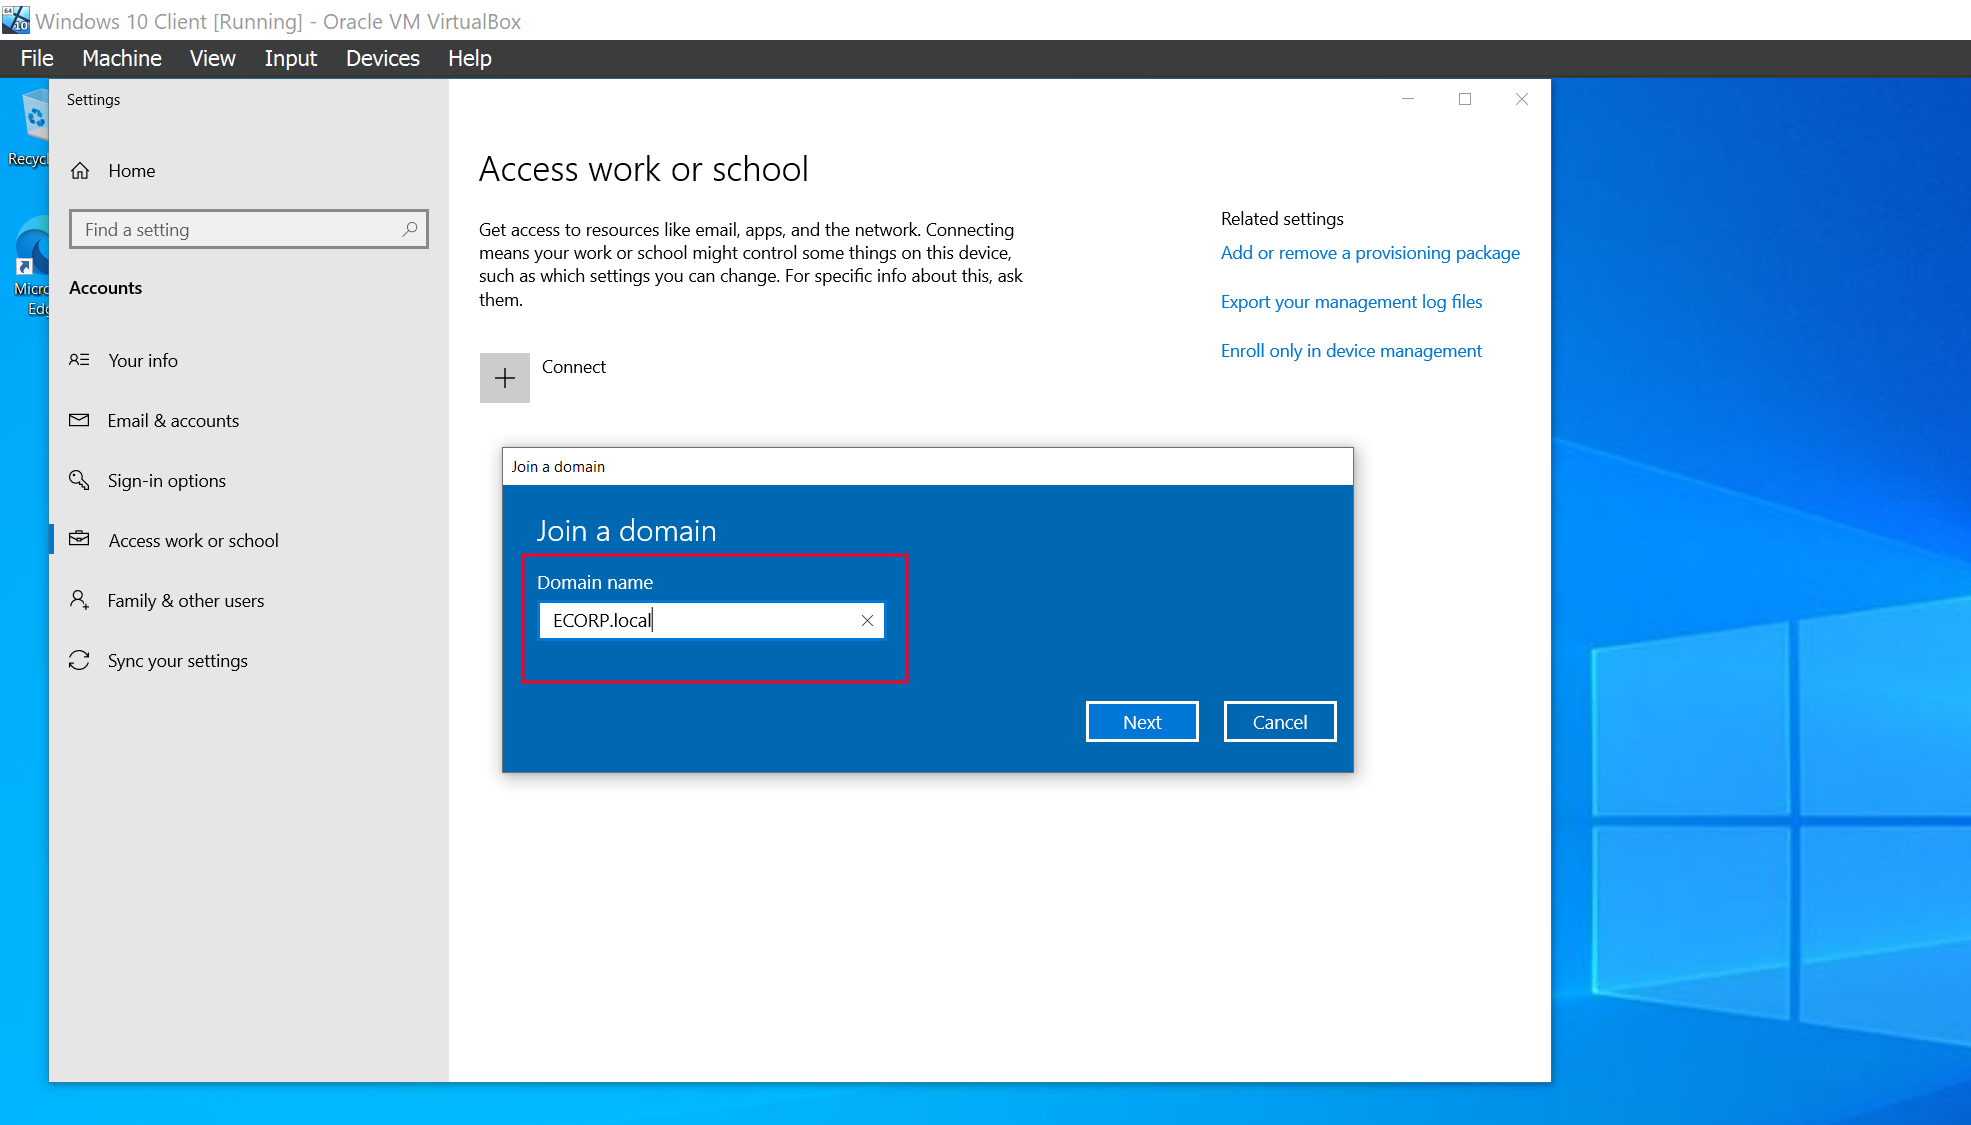 Windows 10 Client [Running] - Oracle VM VirtualBox
File Machine View Input Devices Help
Recycl
Micro
Edg
Settings
Home
Find a setting
Accounts
Your info
Email & accounts
Sign-in options
Access work or school
Family & other users
Sync your settings
Access work or school
Get access to resources like email, apps, and the network. Connecting
means your work or school might control some things on this device,
such as which settings you can change. For specific info about this, ask
them.
Connect
Related settings
Add or remove a provisioning package
Export your management log files
Enroll only in device management
Join a domain
Join a domain
Domain name
ECORP.local
Next
Cancel